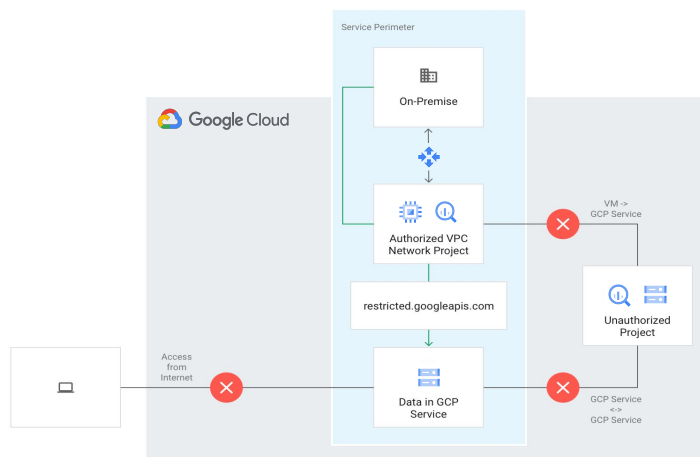 Service Perimeter
On-Premise
Google Cloud
Authorized VPC
Network Project
VM ->
GCP Service
restricted.googleapis.com
Unauthorized
Project
Access
from
Internet
Data in GCP
Service
GCP Service
<->
GCP Service